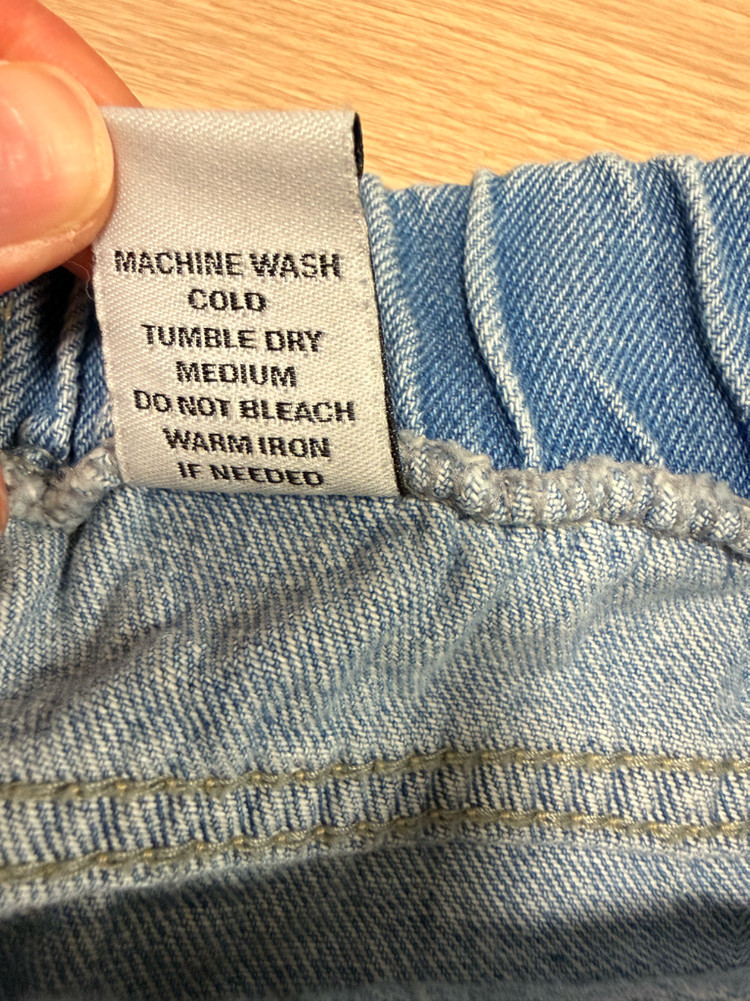 MACHINE WASH
COLD
TUMBLE DRY
MEDIUM
DO NOT BLEACH
WARM IRON
IF NEEDED